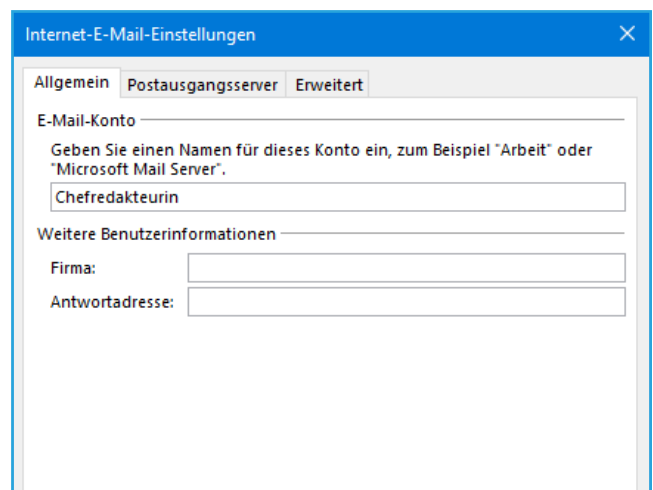 Internet-E-Mail-Einstellungen
Allgemein Postausgangsserver Erweitert
E-Mail-Konto
Geben Sie einen Namen für dieses Konto ein, zum Beispiel "Arbeit" oder
"Microsoft Mail Server".
Chefredakteurin
Weitere Benutzerinformationen
Firma:
Antwortadresse: